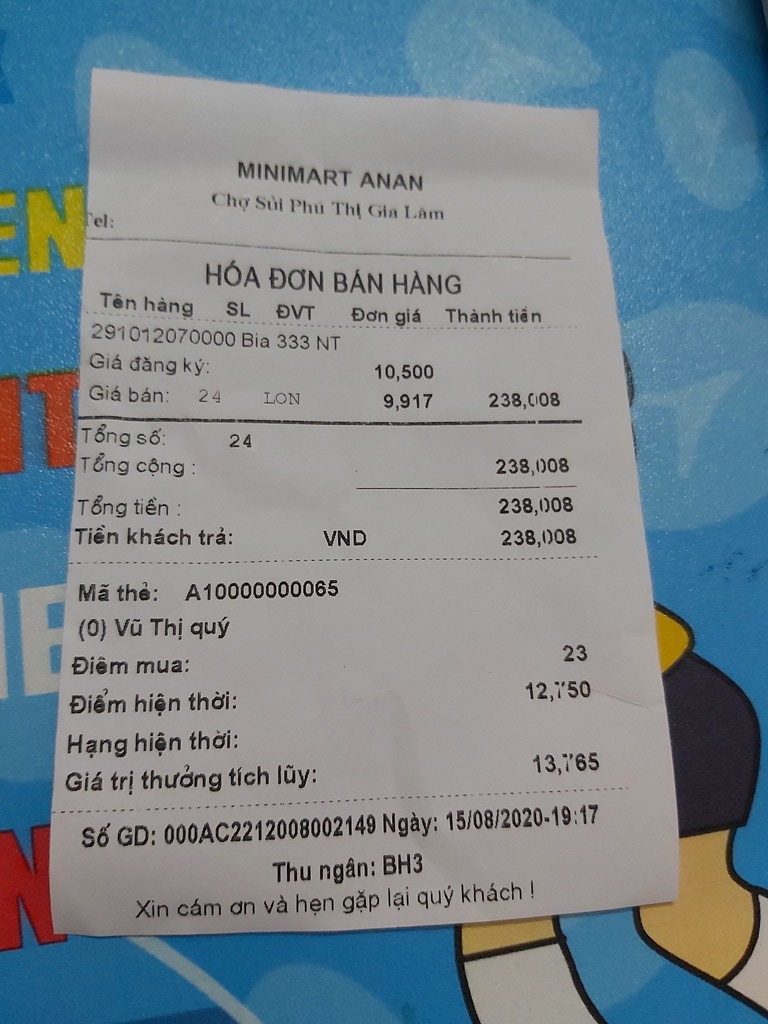 MINIMART ANAN
Chợ Sủi Phú Thị Gia Lâm
Tel:
HÓA ĐƠN BÁN HÀNG
Tên hàng SL ĐVT Đơn giá Thành tiền
291012070000 Bia 333 NT
Giá đăng ký: 10,500
Giá bán: 24 LON 9,917 238,008
Tổng số: 24
Tổng cộng : 238,008
Tổng tiền : 238,008
Tiền khách trả: VND 238,008
Mã thẻ: A10000000065
(0) Vũ Thị quý
Điểm mua: 23
Điểm hiện thời: 12,750
Hạng hiện thời:
Giá trị thưởng tích lũy: 13,765
Số GD: 000AC2212008002149 Ngày: 15/08/2020-19:17
Thu ngân: BH3
Xin cám ơn và hẹn gặp lại quý khách !
EN